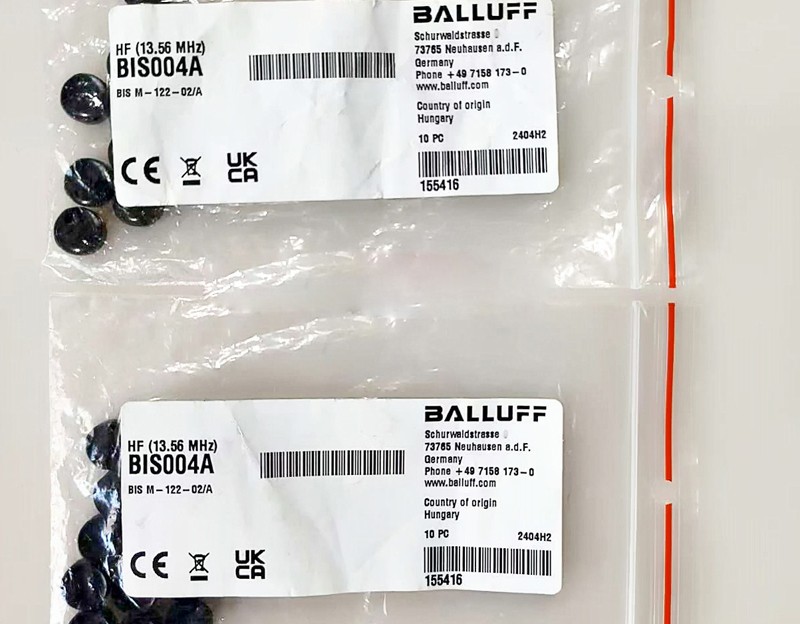 HF (13.56 MHz)
BIS004A
BIS M-122-02/A
CE
UK
CA
BALLUFF
Schurwaldstrasse
73765 Neuhausen a.d.F.
Germany
Phone +49 7158 173-0
www.balluff.com
Country of origin
Hungary
10 PC 2404H2
155416
HF (13.56 MHz)
BIS004A
BIS M-122-02/A
CE
UK
CA
BALLUFF
Schurwaldstrasse
73765 Neuhausen a.d.F.
Germany
Phone +49 7158 173-0
www.balluff.com
Country of origin
Hungary
10 PC 2404H2
155416